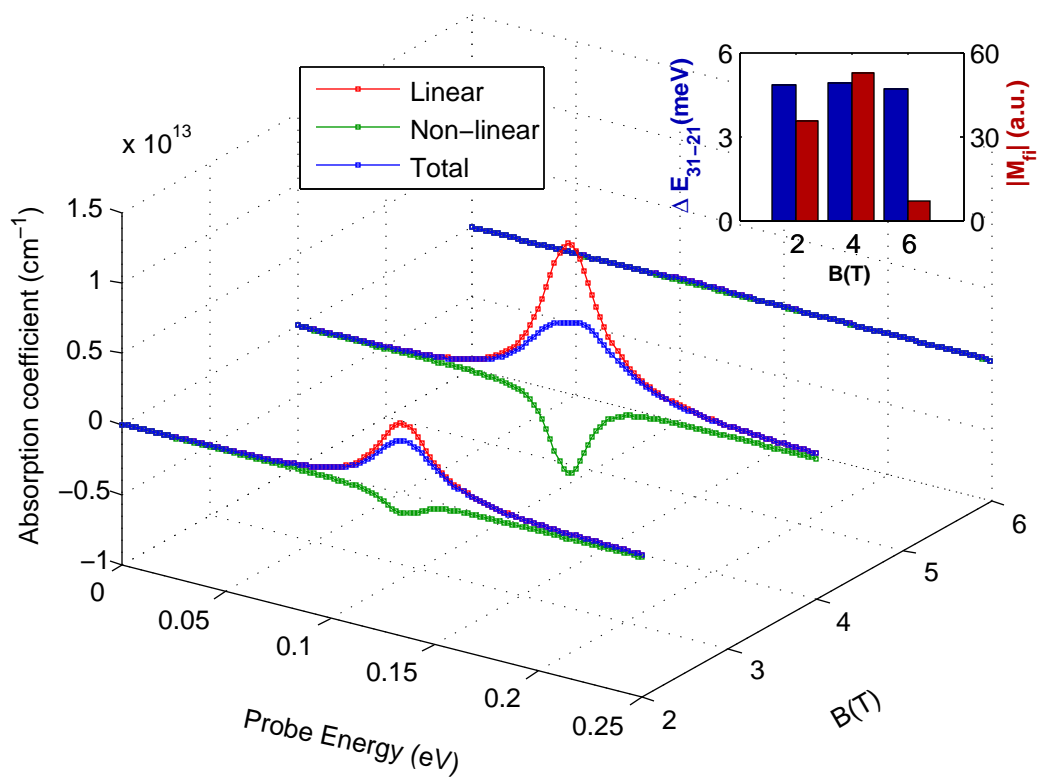 x 10^13
1.5
1
0.5
0
−0.5
−1
Absorption coefficient (cm^−1)
0
0.05
0.1
0.15
0.2
0.25
Probe Energy (eV)
2
3
4
5
6
B(T)
Linear
Non−linear
Total
6
3
0
Δ E_31−21 (meV)
60
30
0
|M_fi| (a.u.)
2 4 6
B(T)